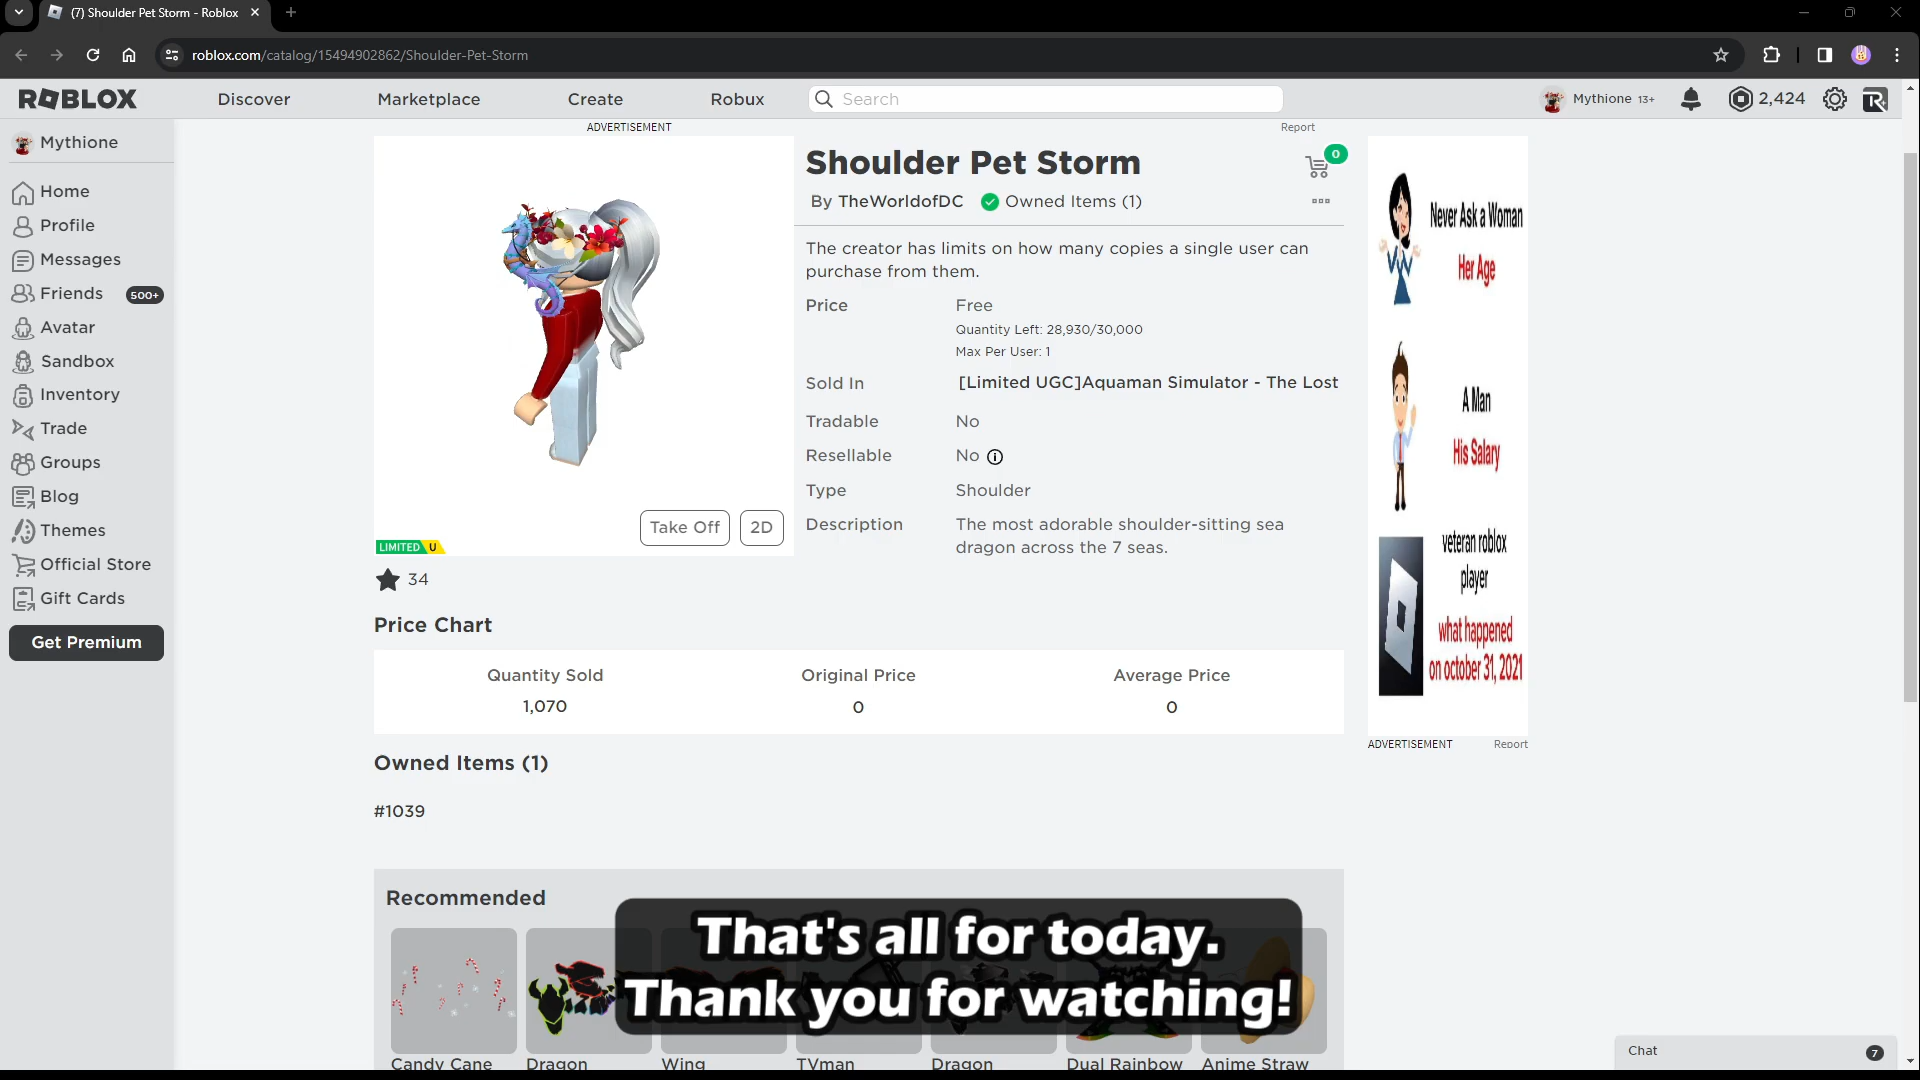 (7) Shoulder Pet Storm - Roblox
roblox.com/catalog/15494902862/Shoulder-Pet-Storm
ROBLOX
Discover
Marketplace
Create
Robux
Search
Mythione 13+
2,424
Mythione
Home
Profile
Messages
Friends 500+
Avatar
Sandbox
Inventory
Trade
Groups
Blog
Themes
Official Store
Gift Cards
Get Premium
ADVERTISEMENT
Report
Shoulder Pet Storm
0
By TheWorldofDC Owned Items (1)
The creator has limits on how many copies a single user can
purchase from them.
Price Free
Quantity Left: 28,930/30,000
Max Per User: 1
Sold In [Limited UGC]Aquaman Simulator - The Lost
Tradable No
Resellable No
Type Shoulder
Description The most adorable shoulder-sitting sea
dragon across the 7 seas.
Take Off 2D
LIMITED U
34
Price Chart
Quantity Sold Original Price Average Price
1,070 0 0
Owned Items (1)
#1039
Recommended
Candy Cane Dragon Wing TVman Dragon Dual Rainbow Anime Straw
That's all for today.
Thank you for watching!
Never Ask a Woman
Her Age
A Man
His Salary
veteran roblox
player
what happened
on october 31, 2021
ADVERTISEMENT Report
Chat 7